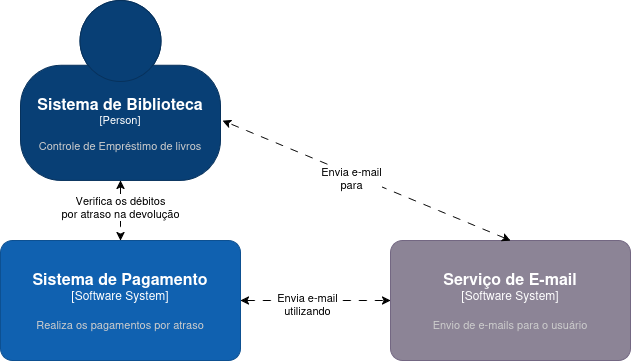 Sistema de Biblioteca
[Person]
Controle de Empréstimo de livros
Envia e-mail
para
Verifica os débitos
por atraso na devolução
Sistema de Pagamento
[Software System]
Realiza os pagamentos por atraso
Envia e-mail
utilizando
Serviço de E-mail
[Software System]
Envio de e-mails para o usuário